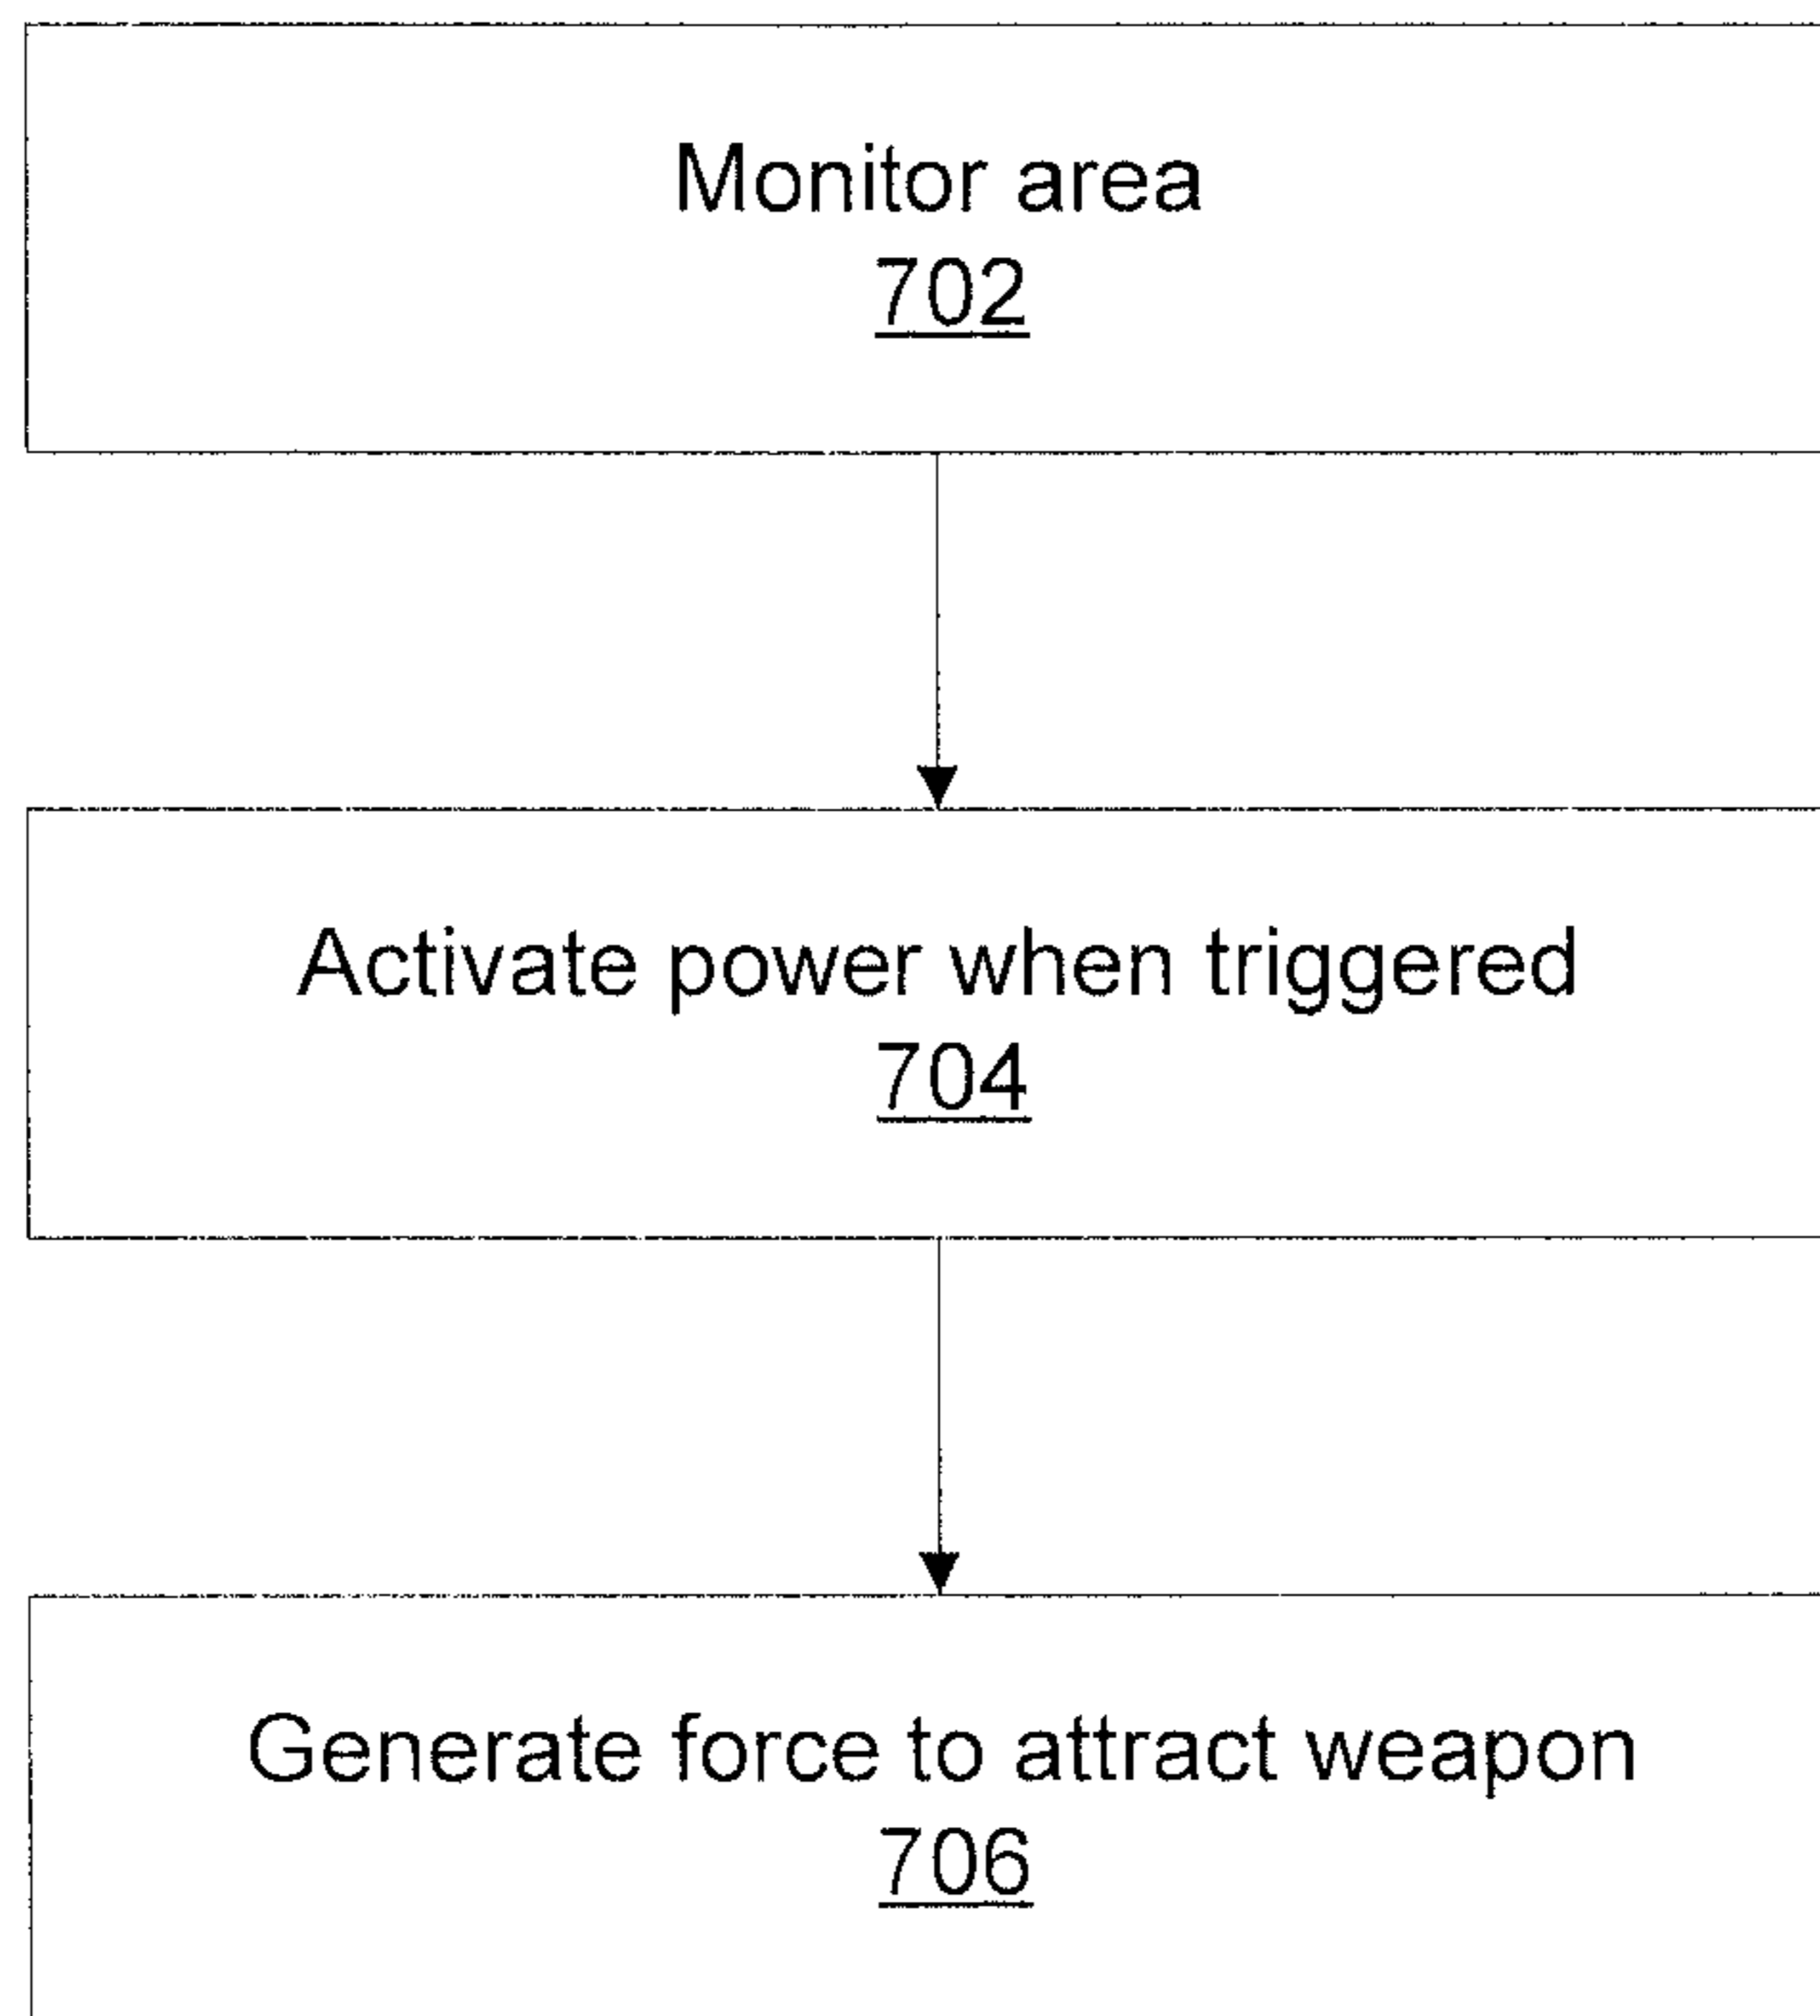 Monitor area
702
Activate power when triggered
704
Generate force to attract weapon
706